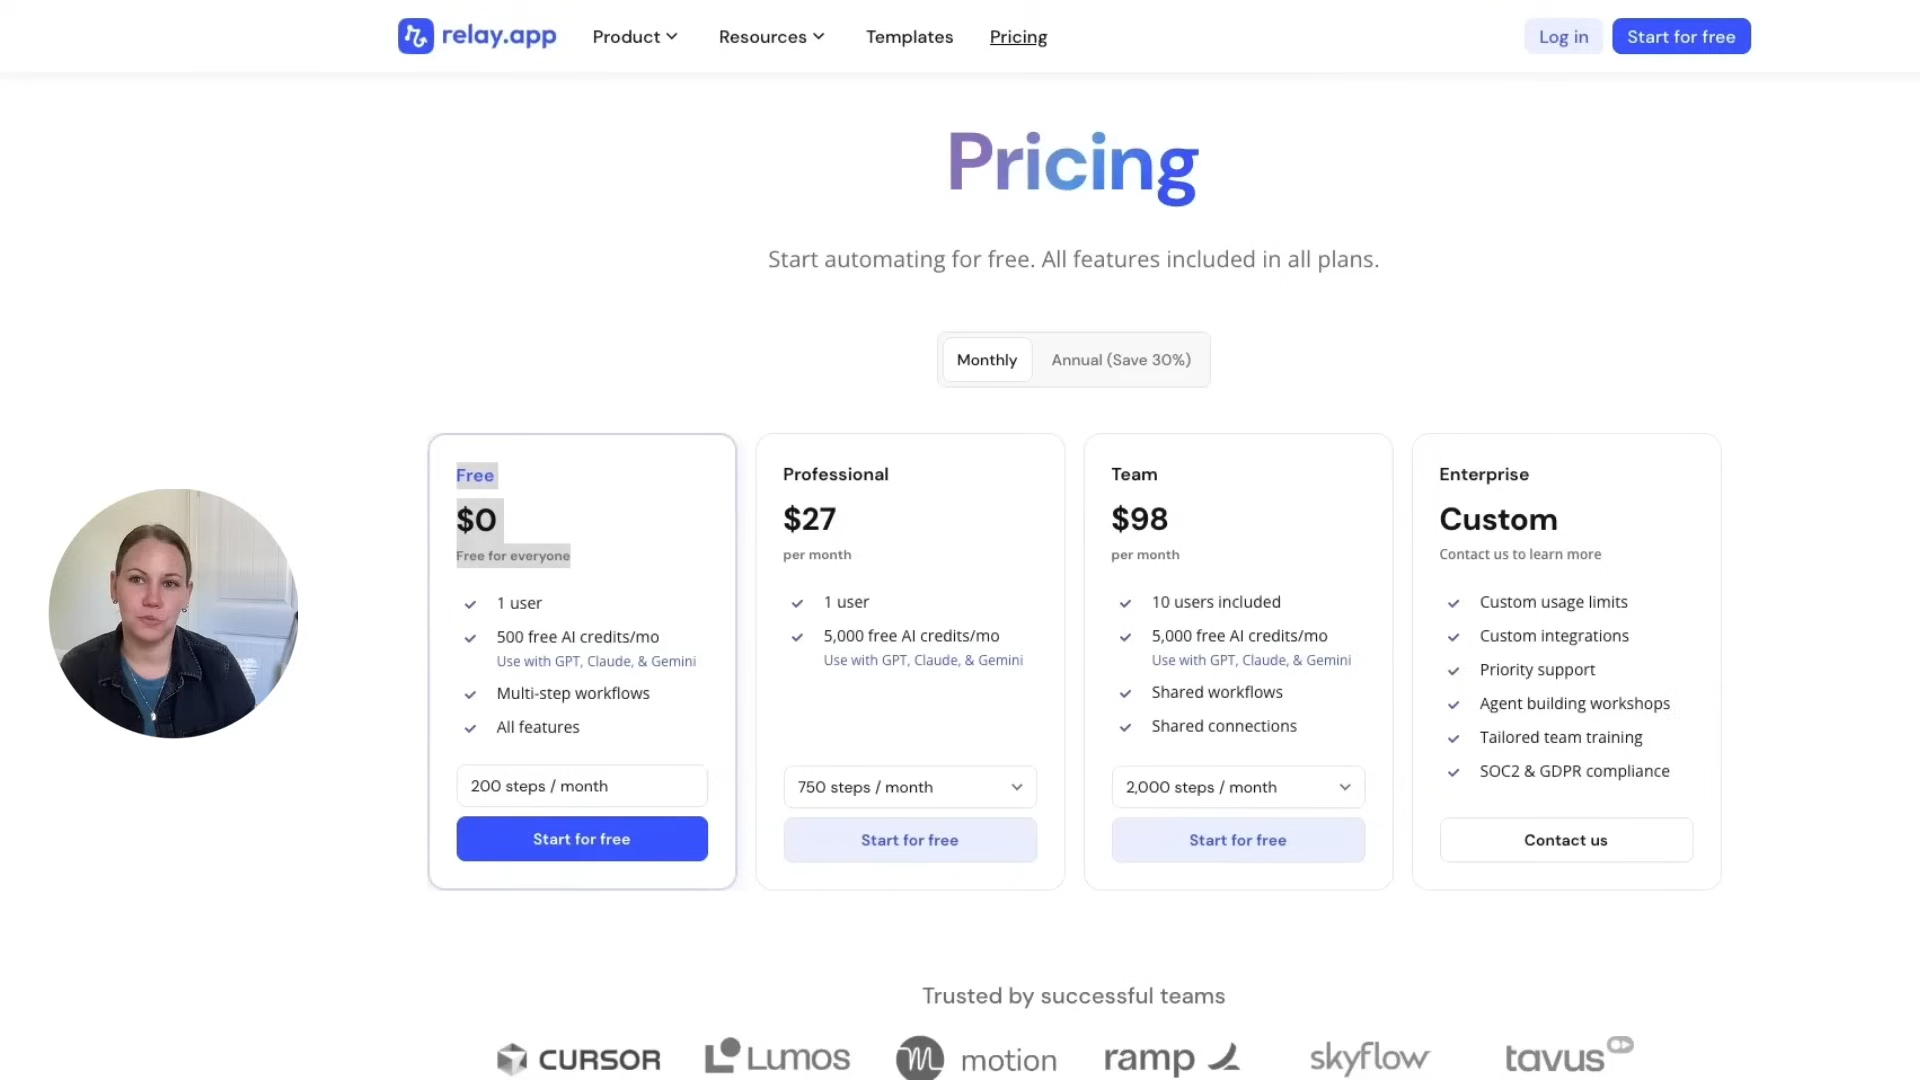 relay.app
Product
Resources
Templates
Pricing
Log in
Start for free
Pricing
Start automating for free. All features included in all plans.
Monthly
Annual (Save 30%)
Free
$0
Free for everyone
1 user
500 free AI credits/mo
Use with GPT, Claude, & Gemini
Multi-step workflows
All features
200 steps / month
Start for free
Professional
$27
per month
1 user
5,000 free AI credits/mo
Use with GPT, Claude, & Gemini
750 steps / month
Start for free
Team
$98
per month
10 users included
5,000 free AI credits/mo
Use with GPT, Claude, & Gemini
Shared workflows
Shared connections
2,000 steps / month
Start for free
Enterprise
Custom
Contact us to learn more
Custom usage limits
Custom integrations
Priority support
Agent building workshops
Tailored team training
SOC2 & GDPR compliance
Contact us
Trusted by successful teams
CURSOR
Lumos
motion
ramp
skyflow
tavus